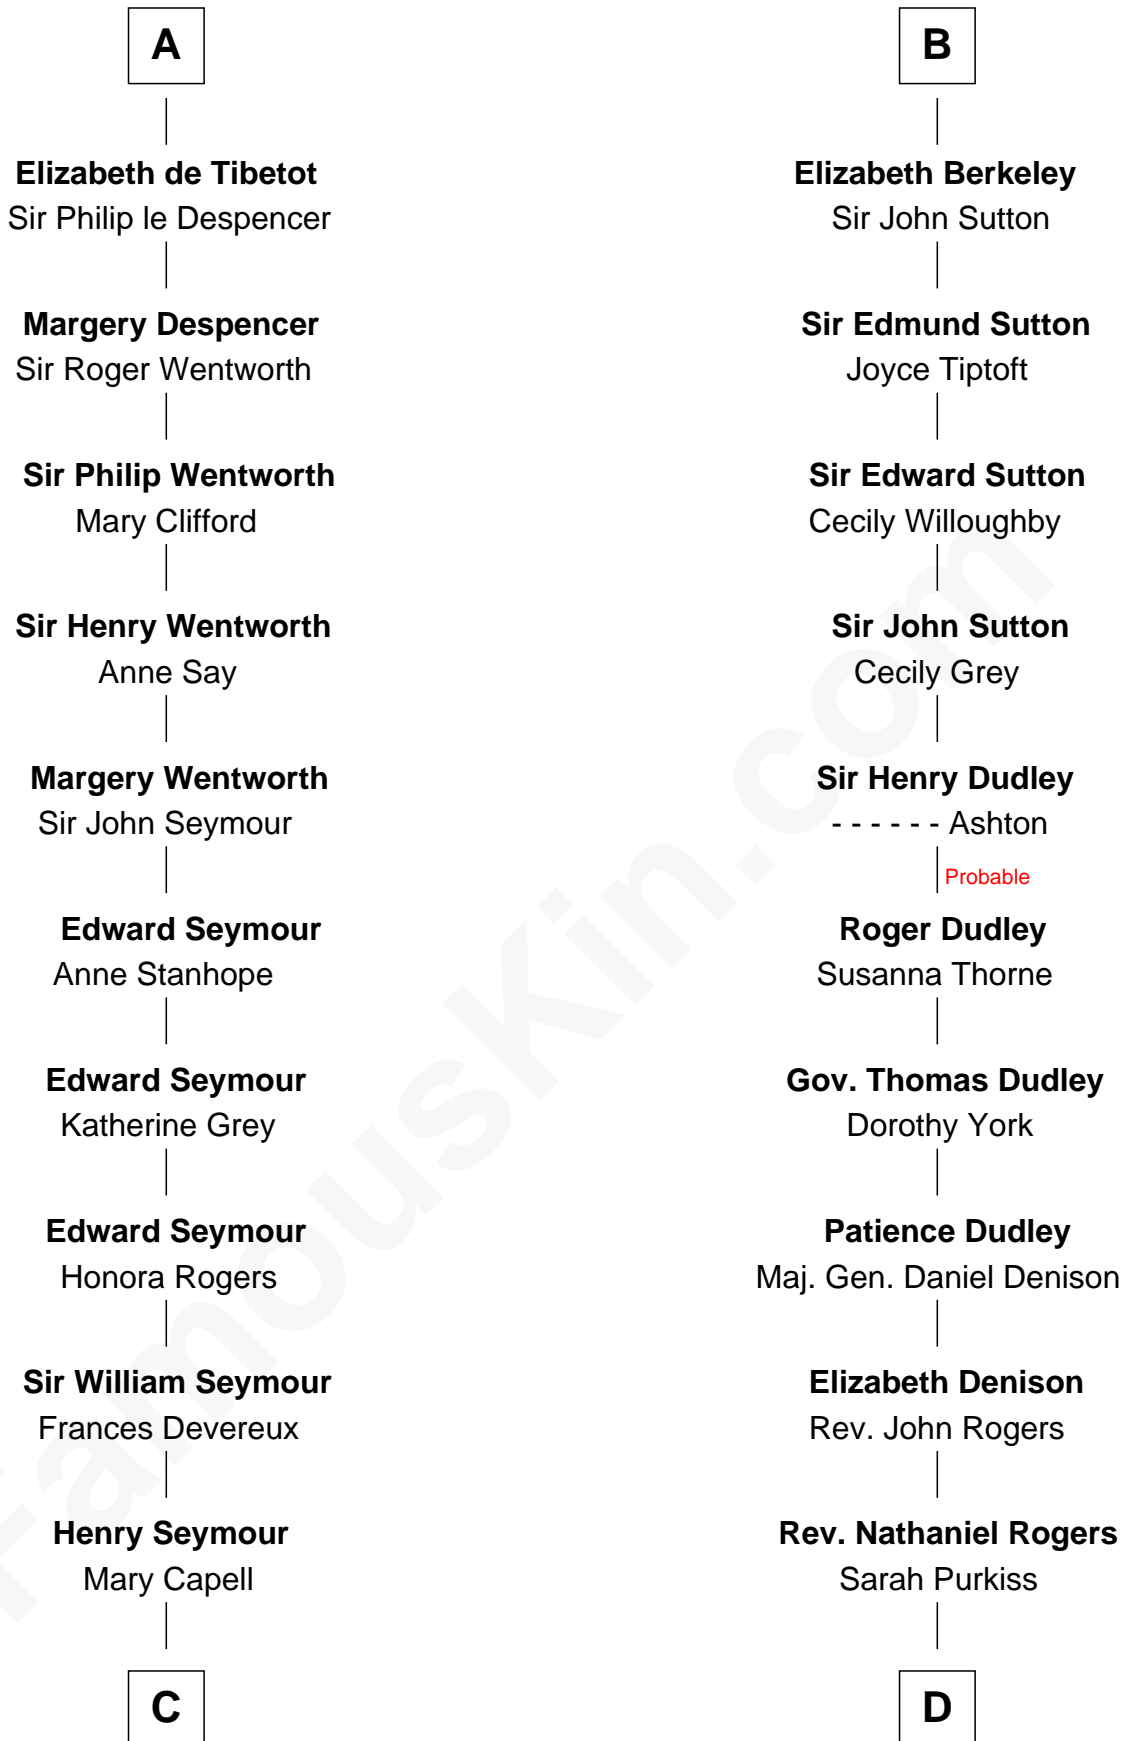 A
Elizabeth de Tibetot
Sir Philip le Despencer
Margery Despencer
Sir Roger Wentworth
Sir Philip Wentworth
Mary Clifford
Sir Henry Wentworth
Anne Say
Margery Wentworth
Sir John Seymour
Edward Seymour
Anne Stanhope
Edward Seymour
Katherine Grey
Edward Seymour
Honora Rogers
Sir William Seymour
Frances Devereux
Henry Seymour
Mary Capell
C
B
Elizabeth Berkeley
Sir John Sutton
Sir Edmund Sutton
Joyce Tiptoft
Sir Edward Sutton
Cecily Willoughby
Sir John Sutton
Cecily Grey
Sir Henry Dudley
- - - - - - Ashton
Probable
Roger Dudley
Susanna Thorne
Gov. Thomas Dudley
Dorothy York
Patience Dudley
Maj. Gen. Daniel Denison
Elizabeth Denison
Rev. John Rogers
Rev. Nathaniel Rogers
Sarah Purkiss
D
FamousKin.com